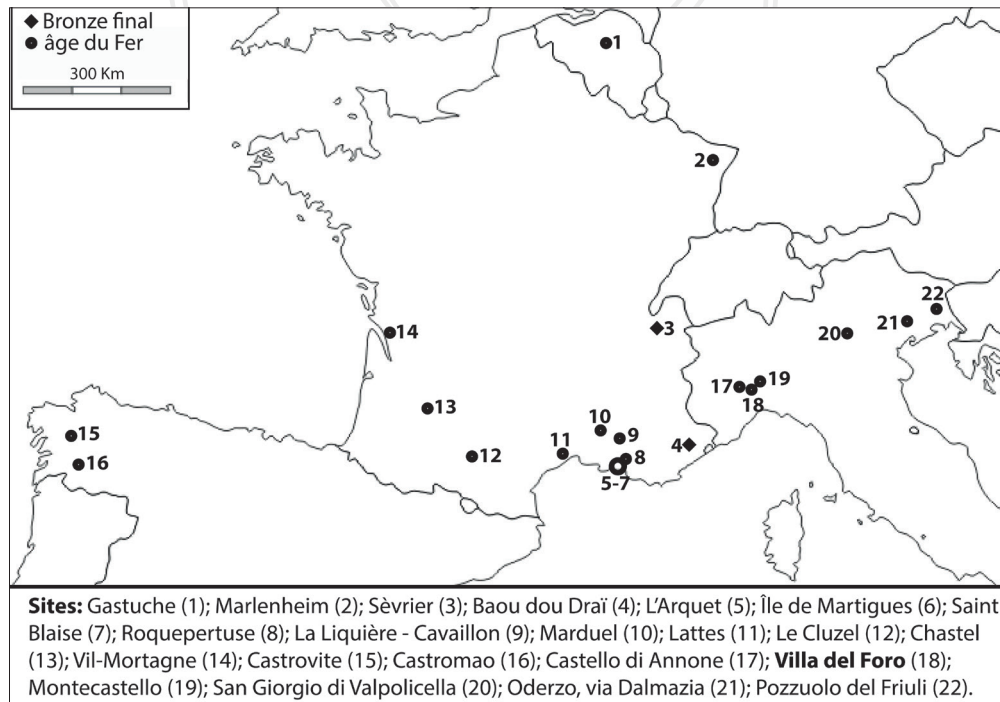 Bronze final
âge du Fer
300 Km
1
2
3
22
21
20
14
19
17
18
13
10
9
15
4
11
12
8
16
5-7
Sites: Gastuche (1); Marlenheim (2); Sèvrier (3); Baou dou Draï (4); L’Arquet (5); Île de Martigues (6); Saint
Blaise (7); Roquepertuse (8); La Liquière - Cavaillon (9); Marduel (10); Lattes (11); Le Cluzel (12); Chastel
(13); Vil-Mortagne (14); Castrovite (15); Castromao (16); Castello di Annone (17); Villa del Foro (18);
Montecastello (19); San Giorgio di Valpolicella (20); Oderzo, via Dalmazia (21); Pozzuolo del Friuli (22).